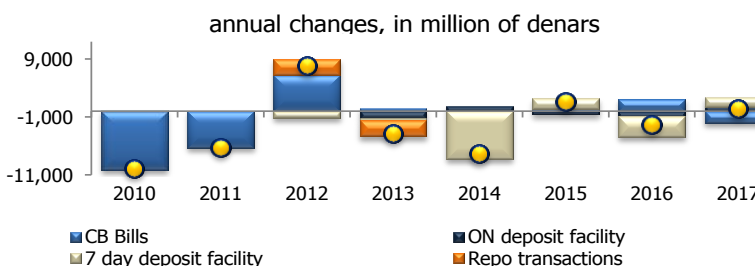 annual changes, in million of denars
9,000
-1,000
-11,000
2010 2011 2012 2013 2014 2015 2016 2017
CB Bills ON deposit facility
7 day deposit facility Repo transactions